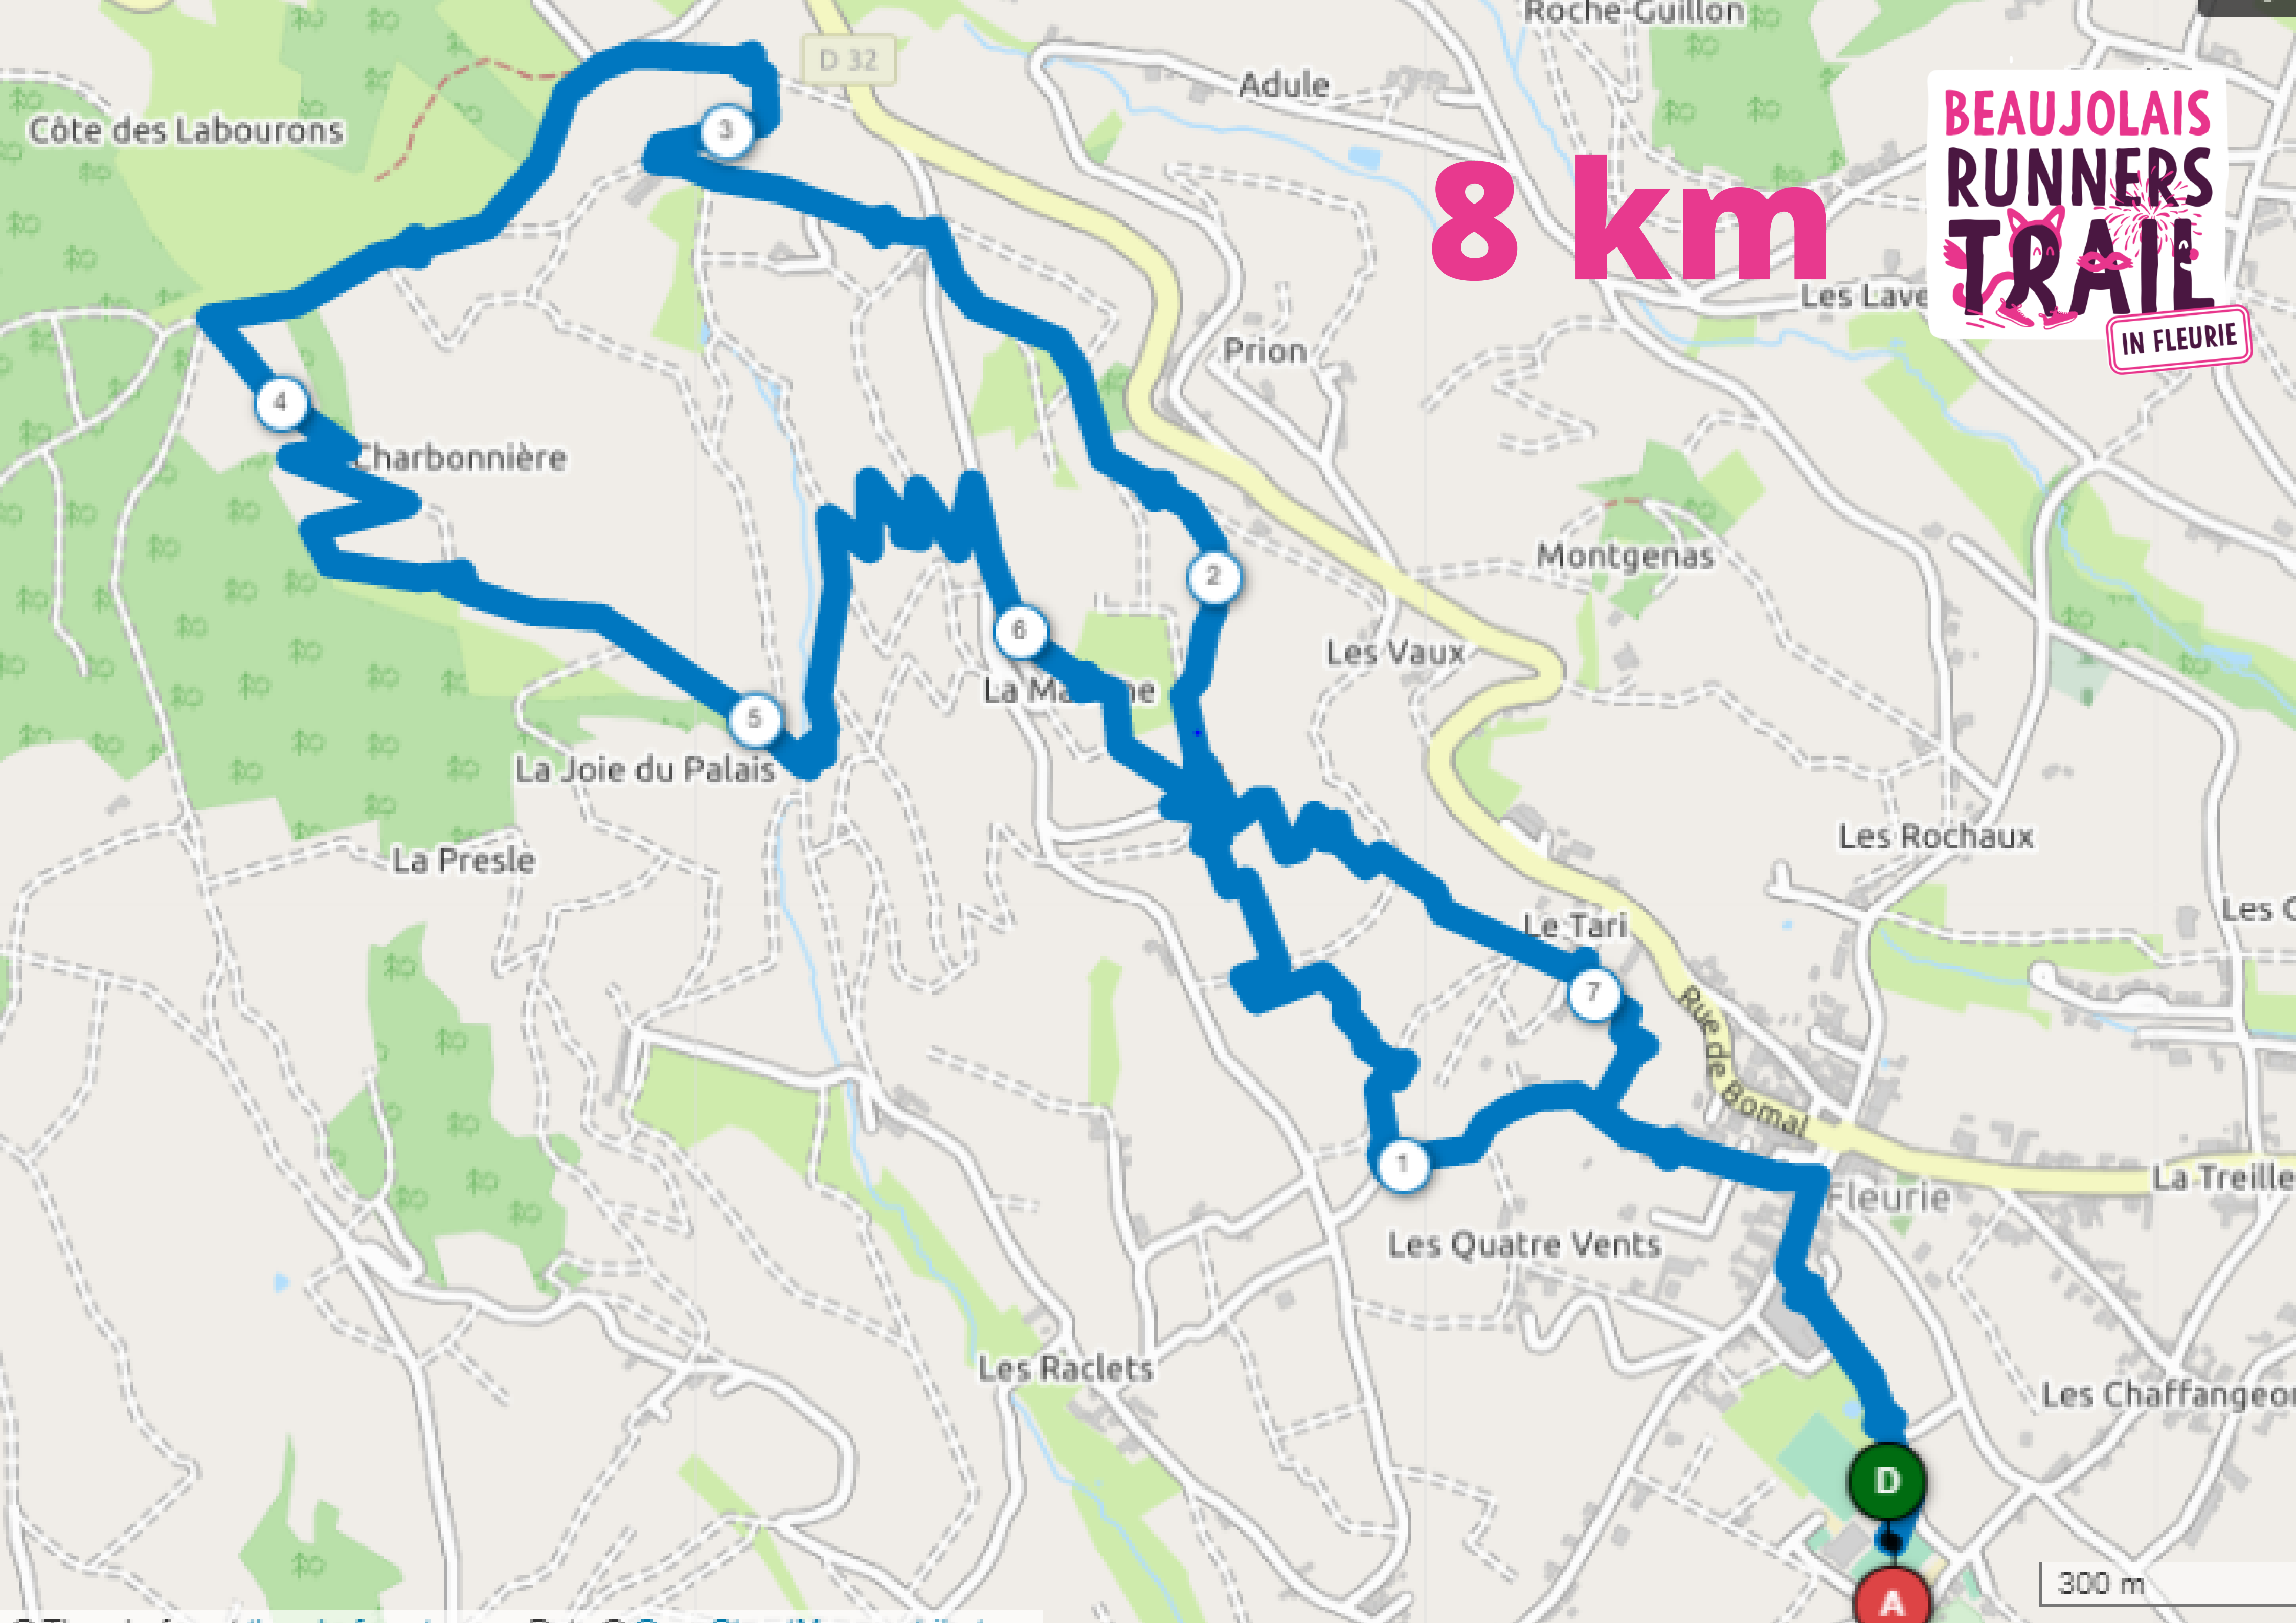 Roche-Guillon
D 32
Adule
Côte des Labourons
3
8 km
BEAUJOLAIS
RUNNERS
TRAIL
IN FLEURIE
Les Lave
Prion
4
Charbonnière
Montgenas
2
6
Les Vaux
5
La Joie du Palais
Les Rochaux
La Presle
Le Tari
Les
7
Rue de Bomal
1
La Treille
Fleurie
Les Quatre Vents
Les Raclets
Les Chaffangeo
D
300 m
A